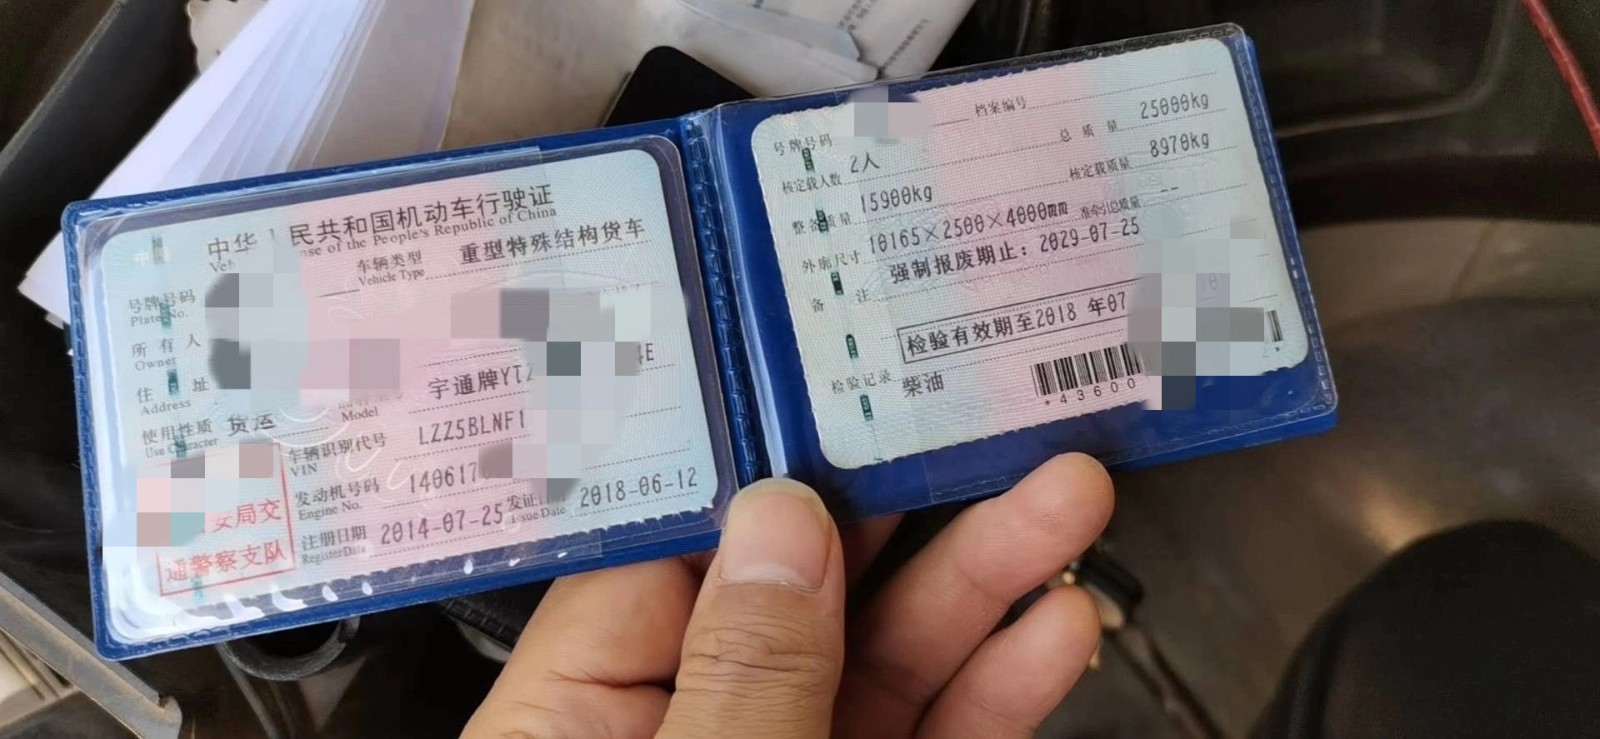 中华 民共和国机动车行驶证
Veh se of the People's Republic of China
号牌号码
Plate No.
车辆类型 重型特殊结构货车
Vehicle Type
所有人
Owner
住 址
Address
使用性质 货运
Use Character
Model 宇通牌YTZ E
车辆识别代号 LZZ5BLNF1
VIN
发动机号码 140617
Engine No.
注册日期 2014-07-25
Register Date
发证 2018-06-12
Issue Date
安局交
通警察支队
号牌号码
档案编号
核定载人数 2人
总质量 25000kg
整备质量 15900kg
核定载质量 8970kg
外廓尺寸 10165×2500×4000mm
准牵引总质量 --
备 注 强制报废期止：2029-07-25
检验有效期至2018 年07
检验记录 柴油
*43600